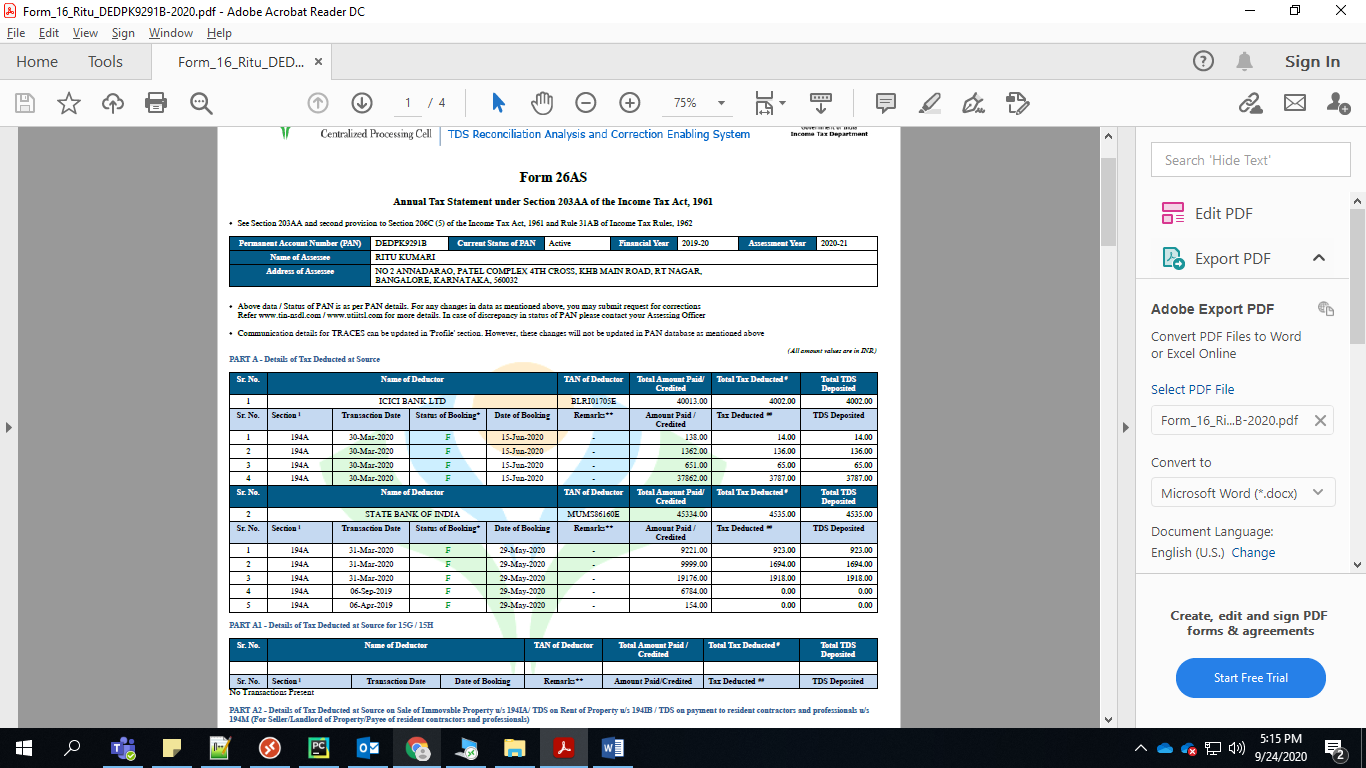 Form_16_Ritu_DEDPK9291B-2020.pdf - Adobe Acrobat Reader DC
File Edit View Sign Window Help
Home Tools Form_16_Ritu_DED... × Sign In
1 / 4 75%
Centralized Processing Cell TDS Reconciliation Analysis and Correction Enabling System Government of India
Income Tax Department
Form 26AS
Annual Tax Statement under Section 203AA of the Income Tax Act, 1961
• See Section 203AA and second provision to Section 206C (5) of the Income Tax Act, 1961 and Rule 31AB of Income Tax Rules, 1962
Permanent Account Number (PAN) DEDPK9291B Current Status of PAN Active Financial Year 2019-20 Assessment Year 2020-21
Name of Assessee RITU KUMARI
Address of Assessee NO 2 ANNADARAO, PATEL COMPLEX 4TH CROSS, KHB MAIN ROAD, RT NAGAR,
BANGALORE, KARNATAKA, 560032
• Above data / Status of PAN is as per PAN details. For any changes in data as mentioned above, you may submit request for corrections
Refer www.tin-nsdl.com / www.utiitsl.com for more details. In case of discrepancy in status of PAN please contact your Assessing Officer
• Communication details for TRACES can be updated in 'Profile' section. However, these changes will not be updated in PAN database as mentioned above
(All amount values are in INR)
PART A - Details of Tax Deducted at Source
Sr. No. Name of Deductor TAN of Deductor Total Amount Paid/ Credited Total Tax Deducted# Total TDS Deposited
1 ICICI BANK LTD BLRI01705E 40013.00 4002.00 4002.00
Sr. No. Section¹ Transaction Date Status of Booking* Date of Booking Remarks** Amount Paid / Credited Tax Deducted ## TDS Deposited
1 194A 30-Mar-2020 F 15-Jun-2020 - 138.00 14.00 14.00
2 194A 30-Mar-2020 F 15-Jun-2020 - 1362.00 136.00 136.00
3 194A 30-Mar-2020 F 15-Jun-2020 - 651.00 65.00 65.00
4 194A 30-Mar-2020 F 15-Jun-2020 - 37862.00 3787.00 3787.00
Sr. No. Name of Deductor TAN of Deductor Total Amount Paid/ Credited Total Tax Deducted# Total TDS Deposited
2 STATE BANK OF INDIA MUMS86160E 45334.00 4535.00 4535.00
Sr. No. Section¹ Transaction Date Status of Booking* Date of Booking Remarks** Amount Paid / Credited Tax Deducted ## TDS Deposited
1 194A 31-Mar-2020 F 29-May-2020 - 9221.00 923.00 923.00
2 194A 31-Mar-2020 F 29-May-2020 - 9999.00 1694.00 1694.00
3 194A 31-Mar-2020 F 29-May-2020 - 19176.00 1918.00 1918.00
4 194A 06-Sep-2019 F 29-May-2020 - 6784.00 0.00 0.00
5 194A 06-Apr-2019 F 29-May-2020 - 154.00 0.00 0.00
PART A1 - Details of Tax Deducted at Source for 15G / 15H
Sr. No. Name of Deductor TAN of Deductor Total Amount Paid / Credited Total Tax Deducted# Total TDS Deposited
Sr. No. Section¹ Transaction Date Date of Booking Remarks** Amount Paid/Credited Tax Deducted ## TDS Deposited
No Transactions Present
PART A2 - Details of Tax Deducted at Source on Sale of Immovable Property u/s 194IA/ TDS on Rent of Property u/s 194IB / TDS on payment to resident contractors and professionals u/s
194M (For Seller/Landlord of Property/Payee of resident contractors and professionals)
Search 'Hide Text'
Edit PDF
Export PDF
Adobe Export PDF
Convert PDF Files to Word
or Excel Online
Select PDF File
Form_16_Ri...B-2020.pdf
Convert to
Microsoft Word (*.docx)
Document Language:
English (U.S.) Change
Create, edit and sign PDF
forms & agreements
Start Free Trial
5:15 PM
9/24/2020
2